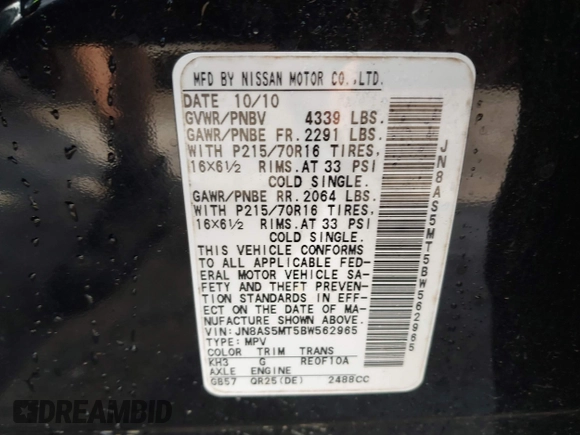 MFD BY NISSAN MOTOR CO.,LTD.
DATE 10/10
GVWR/PNBV 4339 LBS.
GAWR/PNBE FR. 2291 LBS.
WITH P215/70R16 TIRES,
16X6½ RIMS. AT 33 PSI
COLD SINGLE.
GAWR/PNBE RR. 2064 LBS.
WITH P215/70R16 TIRES,
16X6½ RIMS. AT 33 PSI
COLD SINGLE.
THIS VEHICLE CONFORMS
TO ALL APPLICABLE FED-
ERAL MOTOR VEHICLE SA-
FETY AND THEFT PREVEN-
TION STANDARDS IN EFF-
ECT ON THE DATE OF MA-
NUFACTURE SHOWN ABOVE.
VIN: JN8AS5MT5BW562965
TYPE: MPV
COLOR TRIM TRANS
KH3 G RE0F10A
AXLE ENGINE
GB57 QR25(DE) 2488CC
JN8AS5MT5BW562965
DREAMBID